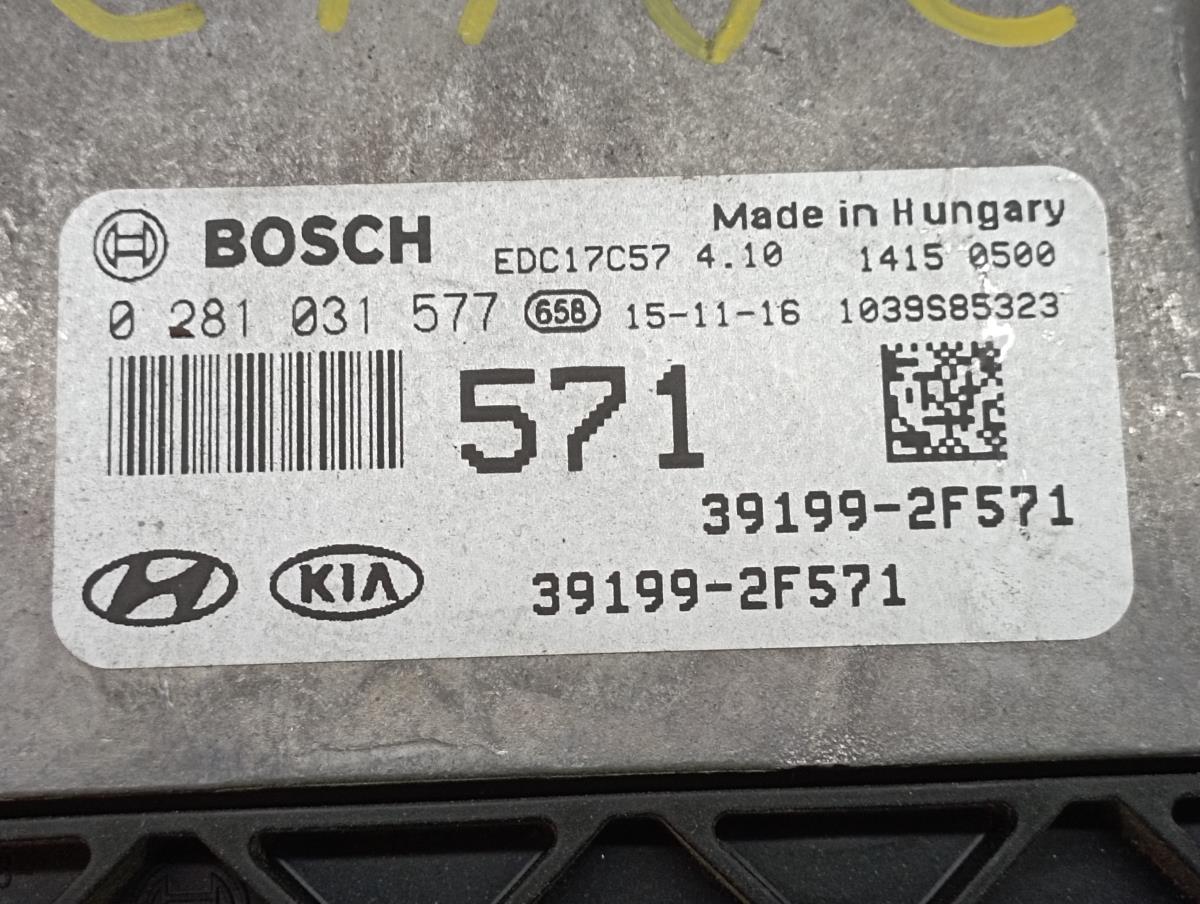 BOSCH
Made in Hungary
EDC17C57 4.10 1415 0500
0 281 031 577 658 15-11-16 1039S85323
571
39199-2F571
KIA 39199-2F571